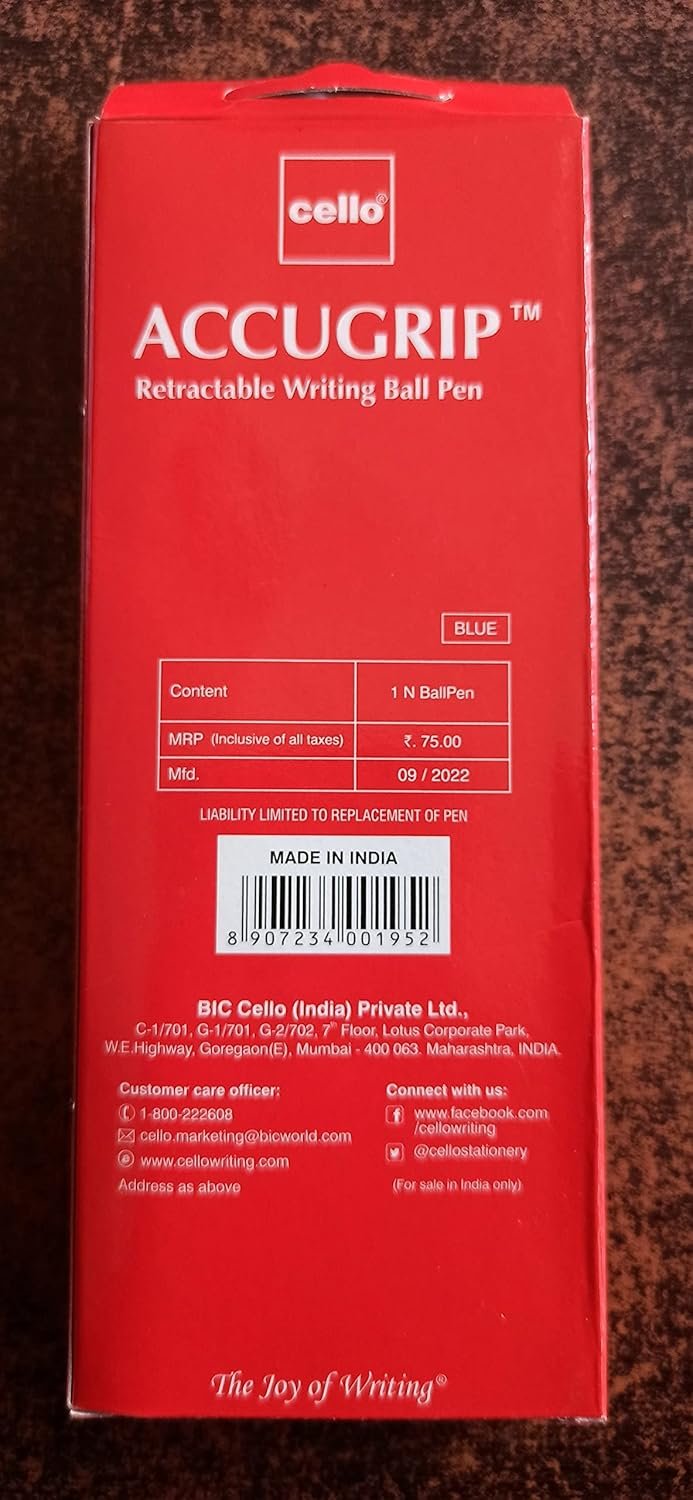 cello®
ACCUGRIP™
Retractable Writing Ball Pen
BLUE
Content 1 N BallPen
MRP (Inclusive of all taxes) ₹. 75.00
Mfd. 09 / 2022
LIABILITY LIMITED TO REPLACEMENT OF PEN
MADE IN INDIA
8 907234 001952
BIC Cello (India) Private Ltd.,
C-1/701, G-1/701, G-2/702, 7th Floor, Lotus Corporate Park,
W.E.Highway, Goregaon(E), Mumbai - 400 063. Maharashtra, INDIA.
Customer care officer:
1-800-222608
cello.marketing@bicworld.com
www.cellowriting.com
Address as above
Connect with us:
www.facebook.com
/cellowriting
@cellostationery
(For sale in India only)
The Joy of Writing®